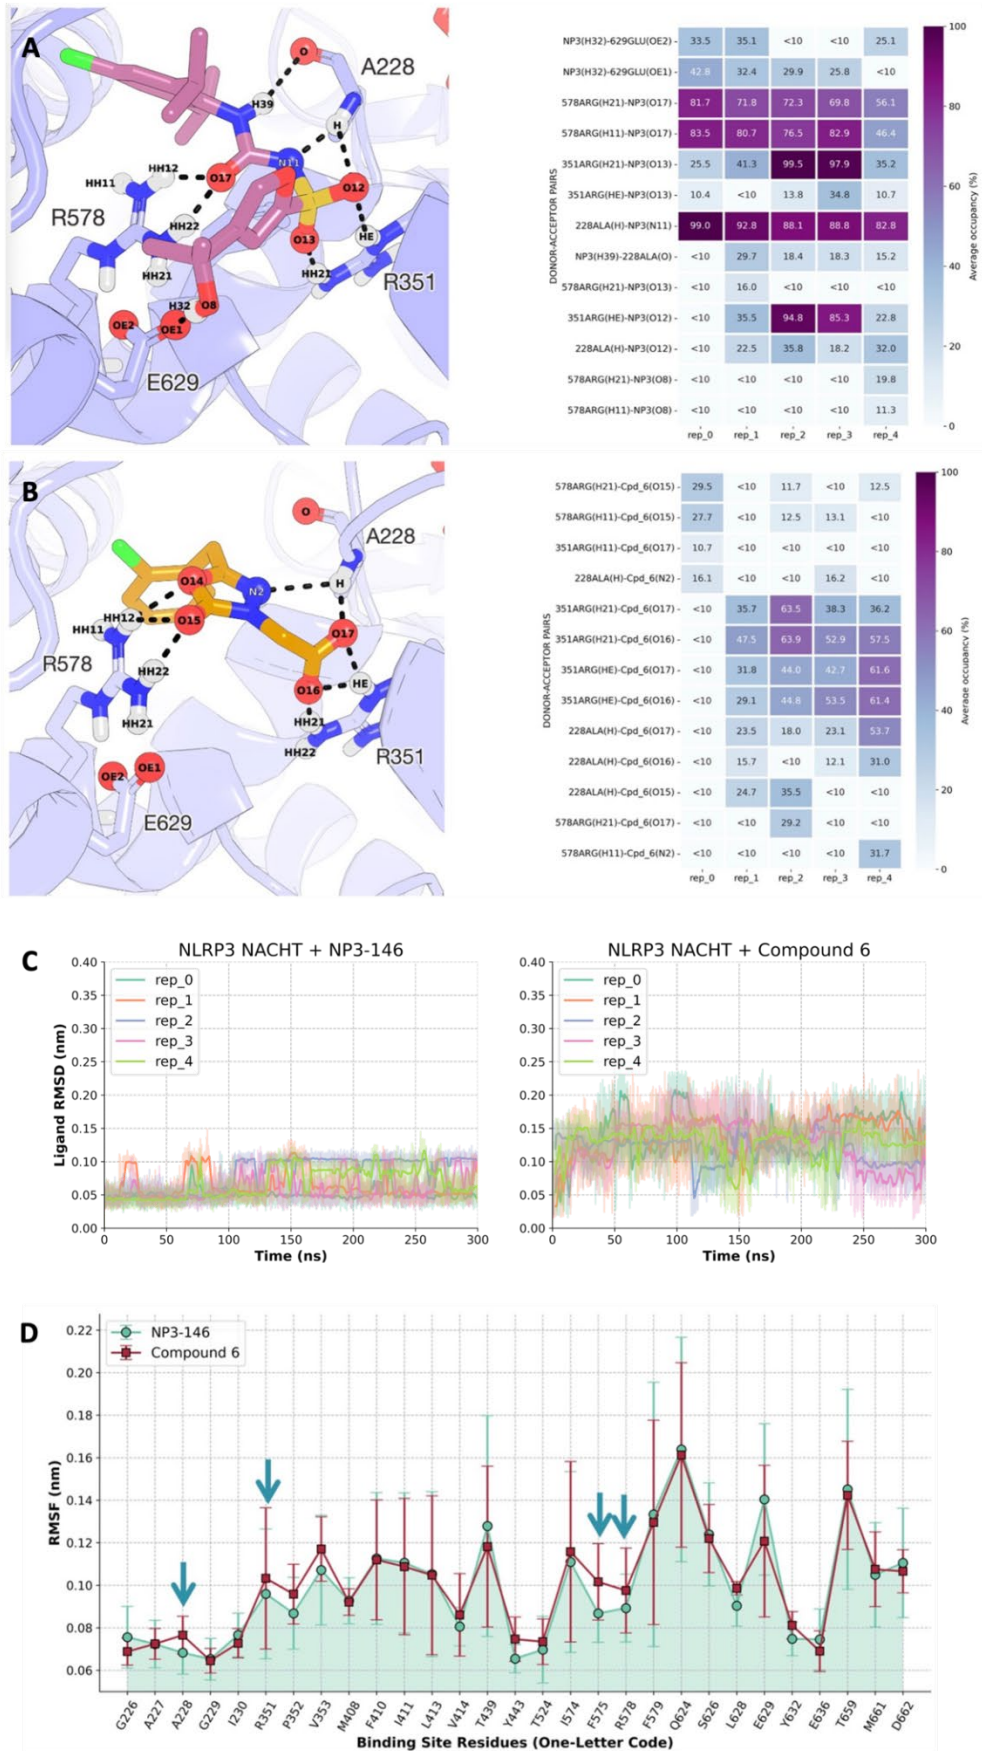 A
O
A228
H39
H
N11
HH12
HH11
O17
O12
R578
HH22
O13
HE
HH21
HH21
R351
H32
O8
OE2
OE1
E629
DONOR-ACCEPTOR PAIRS
NP3(H32)-629GLU(OE2) - 33.5 35.1 <10 <10 25.1
NP3(H32)-629GLU(OE1) - 42.8 32.4 29.9 25.8 <10
578ARG(H21)-NP3(O17) - 81.7 71.8 72.3 69.8 56.1
578ARG(H11)-NP3(O17) - 83.5 80.7 76.5 82.9 46.4
351ARG(H21)-NP3(O13) - 25.5 41.3 99.5 97.9 35.2
351ARG(HE)-NP3(O13) - 10.4 <10 13.8 34.8 10.7
228ALA(H)-NP3(N11) - 99.0 92.8 88.1 88.8 82.8
NP3(H39)-228ALA(O) - <10 29.7 18.4 18.3 15.2
578ARG(H21)-NP3(O13) - <10 16.0 <10 <10 <10
351ARG(HE)-NP3(O12) - <10 35.5 94.8 85.3 22.8
228ALA(H)-NP3(O12) - <10 22.5 35.8 18.2 32.0
578ARG(H21)-NP3(O8) - <10 <10 <10 <10 19.8
578ARG(H11)-NP3(O8) - <10 <10 <10 <10 11.3
rep_0 rep_1 rep_2 rep_3 rep_4
100
80
60
40
20
0
Average occupancy (%)
B
O
A228
O14
N2
H
HH12
HH11
O15
O17
R578
HH22
HE
O16
HH21
HH21
HH22
R351
OE2
OE1
E629
DONOR-ACCEPTOR PAIRS
578ARG(H21)-Cpd_6(O15) - 29.5 <10 11.7 <10 12.5
578ARG(H11)-Cpd_6(O15) - 27.7 <10 12.5 13.1 <10
351ARG(H11)-Cpd_6(O17) - 10.7 <10 <10 <10 <10
228ALA(H)-Cpd_6(N2) - 16.1 <10 <10 16.2 <10
351ARG(H21)-Cpd_6(O17) - <10 35.7 63.5 38.3 36.2
351ARG(H21)-Cpd_6(O16) - <10 47.5 63.9 52.9 57.5
351ARG(HE)-Cpd_6(O17) - <10 31.8 44.0 42.7 61.6
351ARG(HE)-Cpd_6(O16) - <10 29.1 44.8 53.5 61.4
228ALA(H)-Cpd_6(O17) - <10 23.5 18.0 23.1 53.7
228ALA(H)-Cpd_6(O16) - <10 15.7 <10 12.1 31.0
228ALA(H)-Cpd_6(O15) - <10 24.7 35.5 <10 <10
578ARG(H21)-Cpd_6(O17) - <10 <10 29.2 <10 <10
578ARG(H11)-Cpd_6(N2) - <10 <10 <10 <10 31.7
rep_0 rep_1 rep_2 rep_3 rep_4
100
80
60
40
20
0
Average occupancy (%)
C
NLRP3 NACHT + NP3-146
0.40
0.35
0.30
0.25
0.20
0.15
0.10
0.05
0.00
Ligand RMSD (nm)
rep_0
rep_1
rep_2
rep_3
rep_4
0 50 100 150 200 250 300
Time (ns)
NLRP3 NACHT + Compound 6
0.40
0.35
0.30
0.25
0.20
0.15
0.10
0.05
0.00
rep_0
rep_1
rep_2
rep_3
rep_4
0 50 100 150 200 250 300
Time (ns)
D
NP3-146
Compound 6
0.22
0.20
0.18
0.16
0.14
0.12
0.10
0.08
0.06
RMSF (nm)
G226 A227 A228 G229 I230 R351 P352 V353 M408 F410 I411 L413 V414 T439 Y443 T524 I574 F575 R578 F579 Q624 S626 L628 E629 Y632 E636 T659 M661 D662
Binding Site Residues (One-Letter Code)